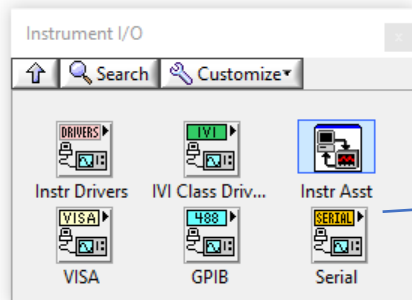 Instrument I/O
x
Search Customize
DRIVERS IVI
Instr Drivers IVI Class Driv... Instr Asst
VISA 488 SERIAL
VISA GPIB Serial